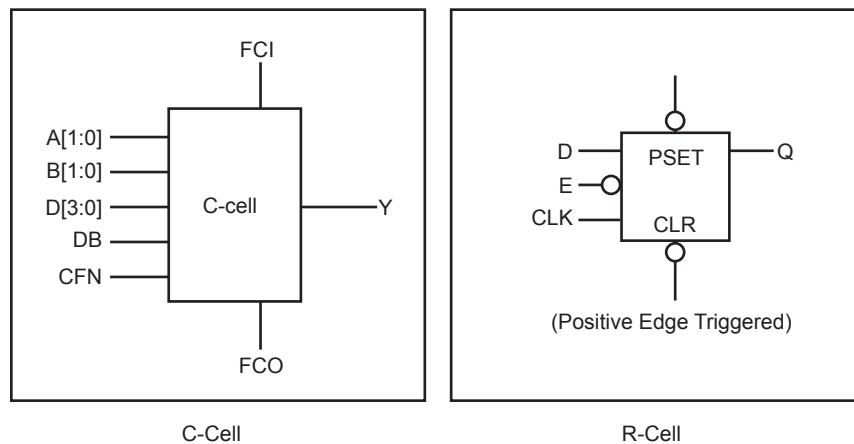 FCI
A[1:0]
B[1:0]
D[3:0]
DB
CFN
C-cell
Y
FCO
C-Cell
D
E
CLK
PSET
CLR
Q
(Positive Edge Triggered)
R-Cell